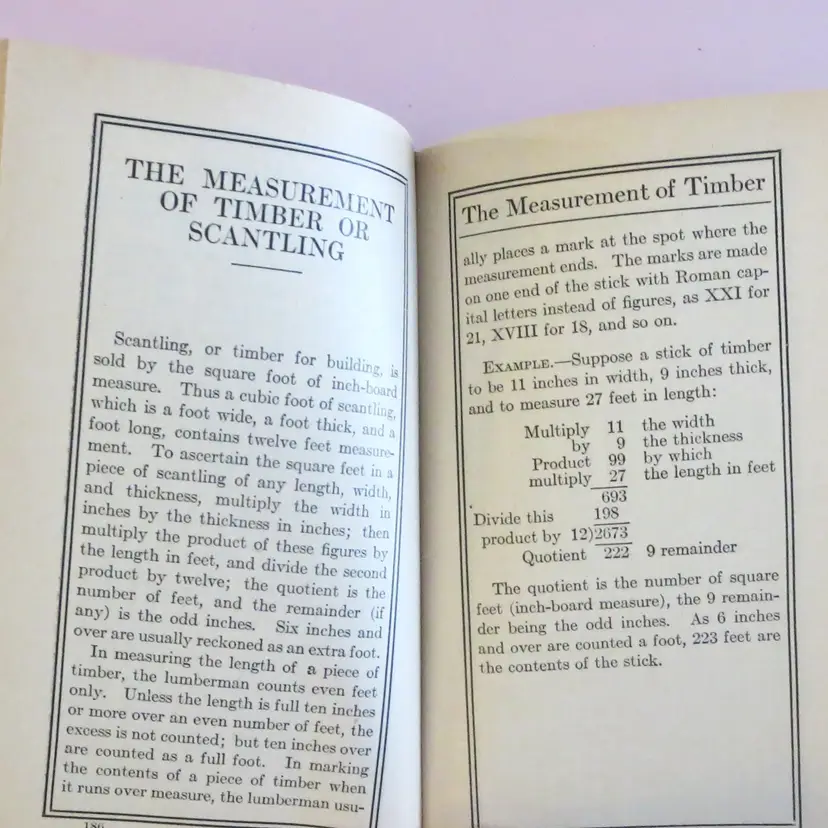 THE MEASUREMENT
OF TIMBER OR
SCANTLING
Scantling, or timber for building, is
sold by the square foot of inch-board
measure. Thus a cubic foot of scantling,
which is a foot wide, a foot thick, and a
foot long, contains twelve feet measure-
ment. To ascertain the square feet in a
piece of scantling of any length, width,
and thickness, multiply the width in
inches by the thickness in inches; then
multiply the product of these figures by
the length in feet, and divide the second
product by twelve; the quotient is the
number of feet, and the remainder (if
any) is the odd inches. Six inches and
over are usually reckoned as an extra foot.
In measuring the length of a piece of
timber, the lumberman counts even feet
only. Unless the length is full ten inches
or more over an even number of feet, the
excess is not counted; but ten inches over
are counted as a full foot. In marking
the contents of a piece of timber when
it runs over measure, the lumberman usu-
186
The Measurement of Timber
ally places a mark at the spot where the
measurement ends. The marks are made
on one end of the stick with Roman cap-
ital letters instead of figures, as XXI for
21, XVIII for 18, and so on.
EXAMPLE.—Suppose a stick of timber
to be 11 inches in width, 9 inches thick,
and to measure 27 feet in length:
Multiply 11 the width
by 9 the thickness
Product 99 by which
multiply 27 the length in feet
693
Divide this 198
product by 12)2673
Quotient 222 9 remainder
The quotient is the number of square
feet (inch-board measure), the 9 remain-
der being the odd inches. As 6 inches
and over are counted a foot, 223 feet are
the contents of the stick.